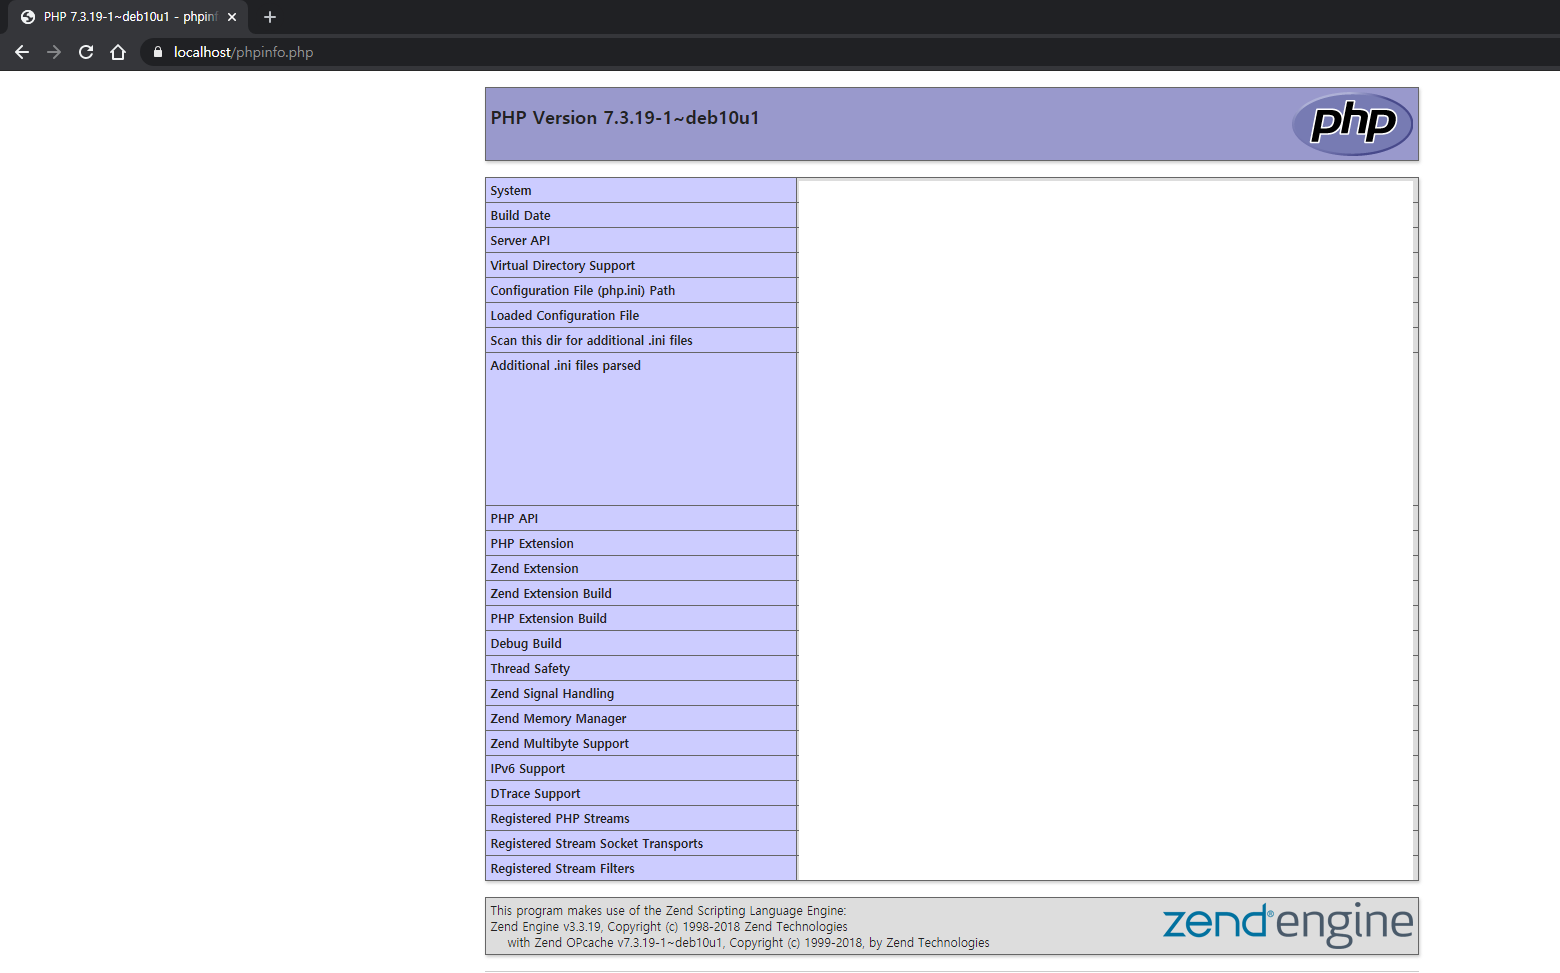 PHP 7.3.19-1~deb10u1 - phpinf
localhost/phpinfo.php
PHP Version 7.3.19-1~deb10u1
php
System
Build Date
Server API
Virtual Directory Support
Configuration File (php.ini) Path
Loaded Configuration File
Scan this dir for additional .ini files
Additional .ini files parsed
PHP API
PHP Extension
Zend Extension
Zend Extension Build
PHP Extension Build
Debug Build
Thread Safety
Zend Signal Handling
Zend Memory Manager
Zend Multibyte Support
IPv6 Support
DTrace Support
Registered PHP Streams
Registered Stream Socket Transports
Registered Stream Filters
This program makes use of the Zend Scripting Language Engine:
Zend Engine v3.3.19, Copyright (c) 1998-2018 Zend Technologies
with Zend OPcache v7.3.19-1~deb10u1, Copyright (c) 1999-2018, by Zend Technologies
zend® engine